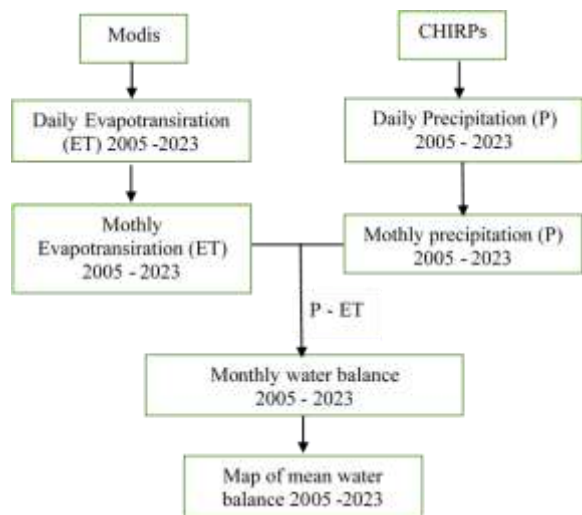 Modis
CHIRPs
Daily Evapotransiration
(ET) 2005 -2023
Daily Precipitation (P)
2005 - 2023
Mothly
Evapotransiration (ET)
2005 - 2023
Mothly precipitation (P)
2005 - 2023
P - ET
Monthly water balance
2005 - 2023
Map of mean water
balance 2005 -2023